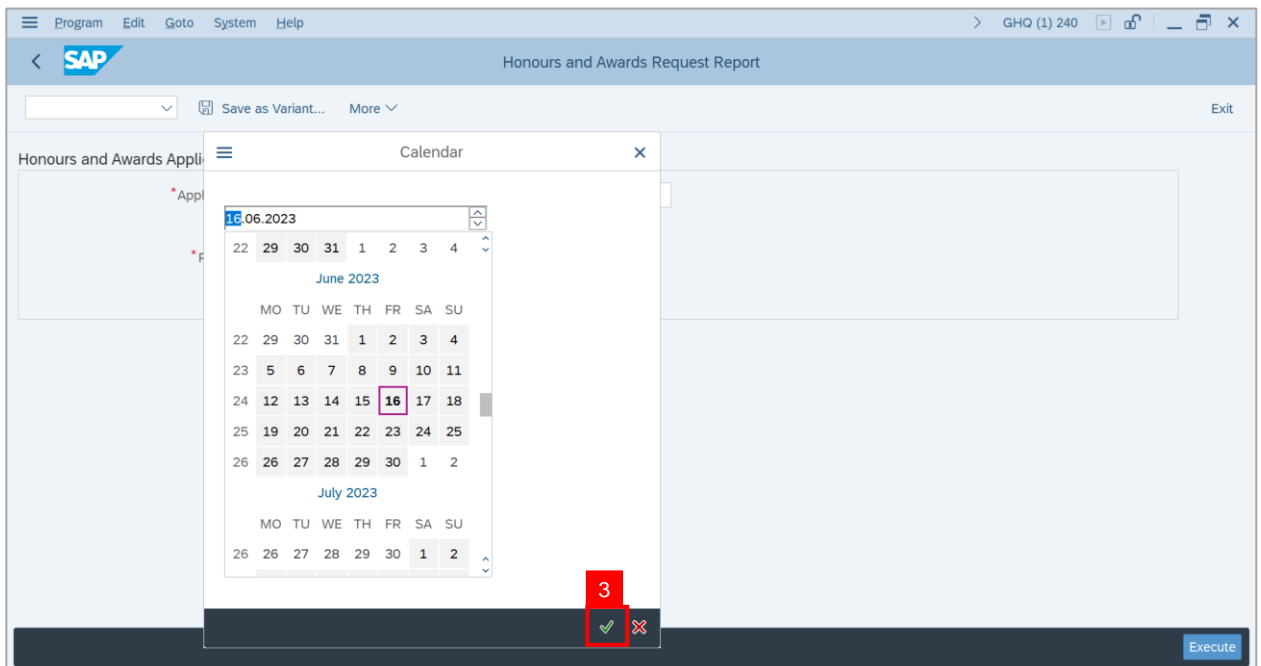 Program Edit Goto System Help GHQ (1) 240
SAP Honours and Awards Request Report
Save as Variant... More Exit
Calendar
Honours and Awards Appli
*Appl
16.06.2023
22 29 30 31 1 2 3 4
*P
June 2023
MO TU WE TH FR SA SU
22 29 30 31 1 2 3 4
23 5 6 7 8 9 10 11
24 12 13 14 15 16 17 18
25 19 20 21 22 23 24 25
26 26 27 28 29 30 1 2
July 2023
MO TU WE TH FR SA SU
26 26 27 28 29 30 1 2
3
Execute